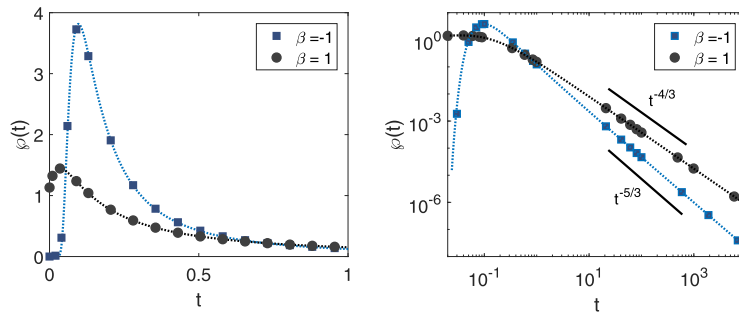 4
3
2
1
0
℘(t)
β =-1
β = 1
0
0.5
1
t
10^0
10^-3
10^-6
℘(t)
β =-1
β = 1
t^-4/3
t^-5/3
10^-1
10^1
10^3
t